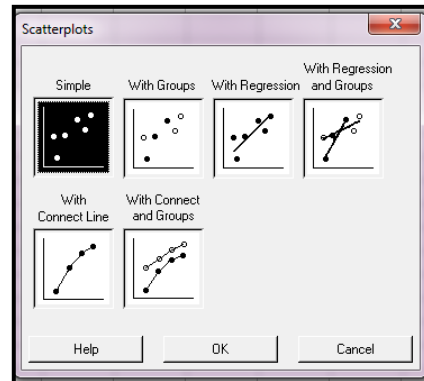 Scatterplots
Simple
With Groups
With Regression
With Regression
and Groups
With
Connect Line
With Connect
and Groups
Help
OK
Cancel